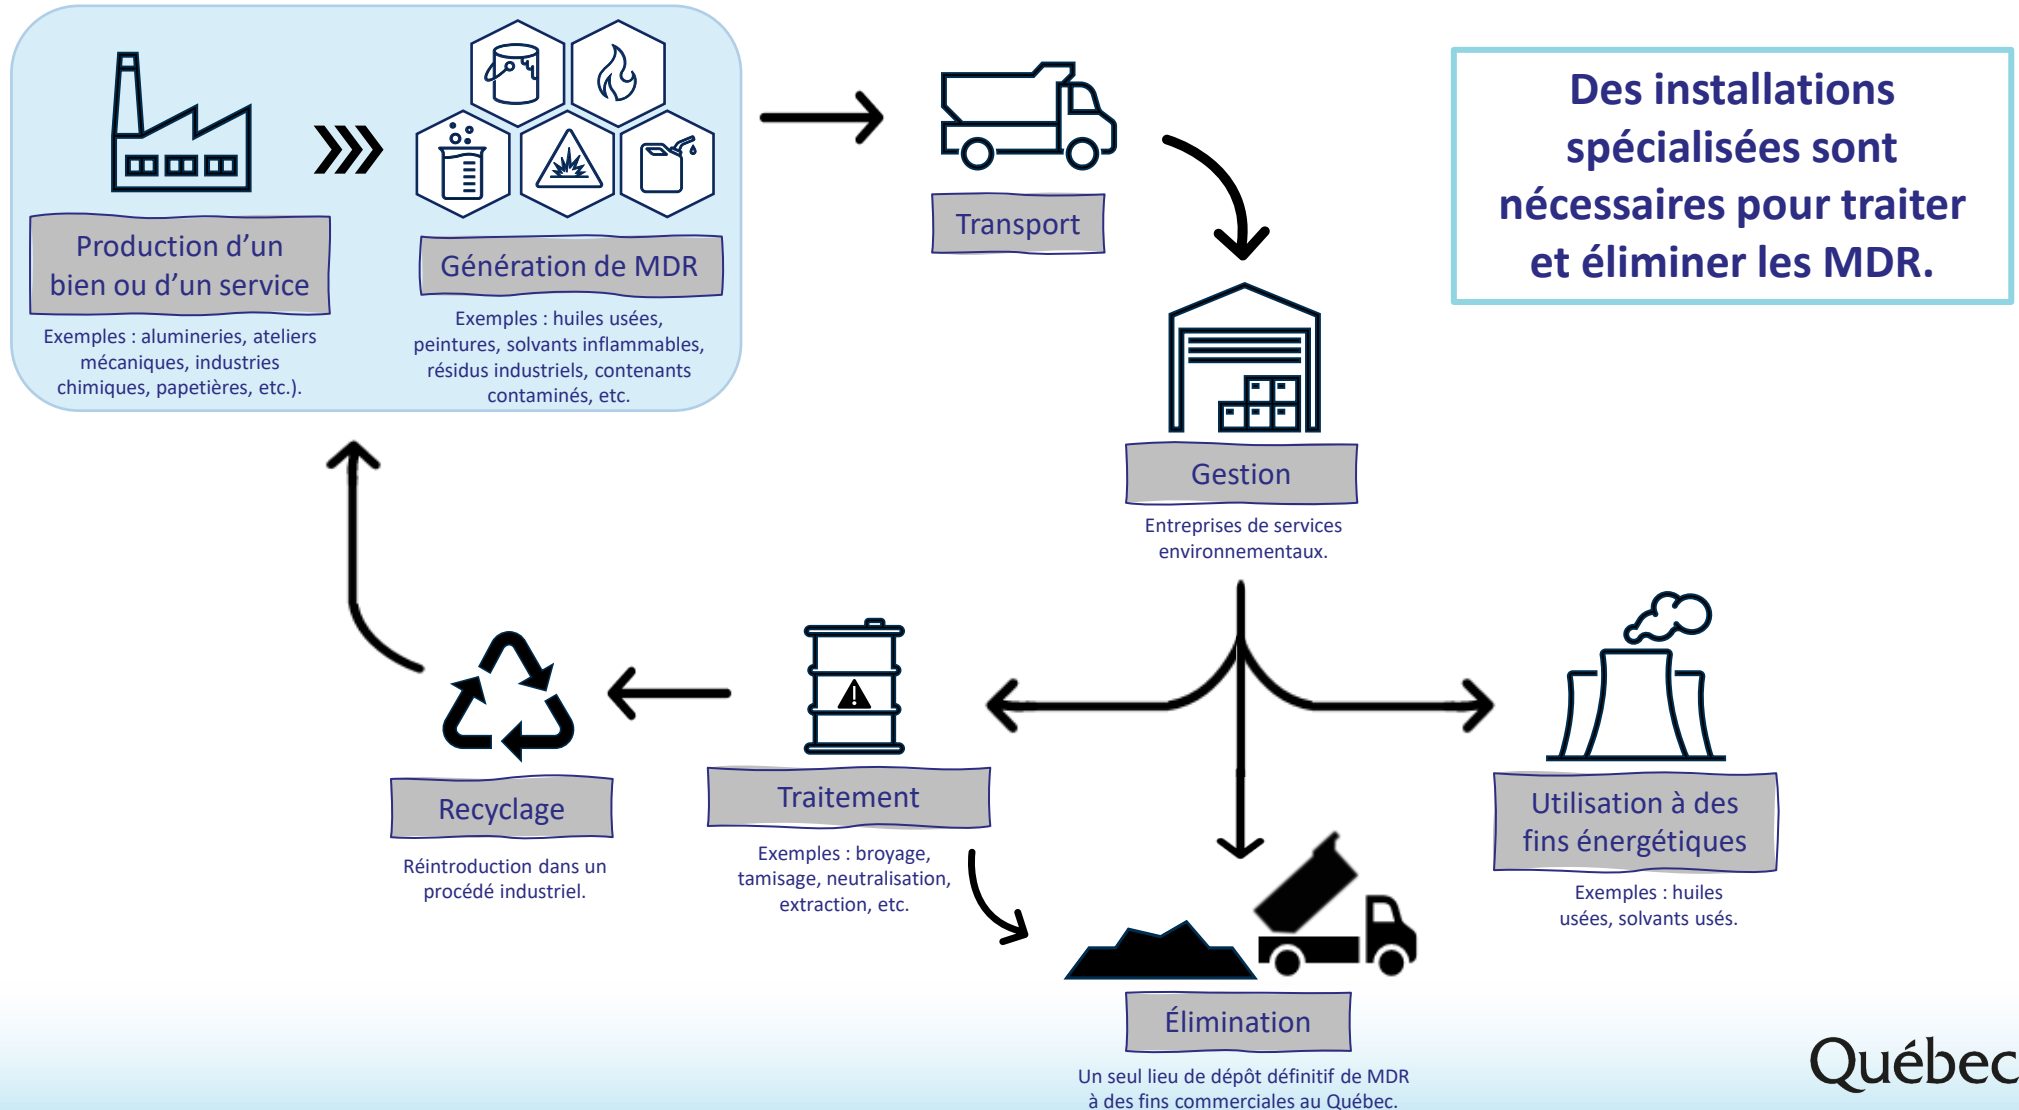 Des installations
spécialisées sont
nécessaires pour traiter
et éliminer les MDR.
Production d’un
bien ou d’un service
Exemples : alumineries, ateliers
mécaniques, industries
chimiques, papetières, etc.).
Génération de MDR
Exemples : huiles usées,
peintures, solvants inflammables,
résidus industriels, contenants
contaminés, etc.
Transport
Gestion
Entreprises de services
environnementaux.
Recyclage
Réintroduction dans un
procédé industriel.
Traitement
Exemples : broyage,
tamisage, neutralisation,
extraction, etc.
Utilisation à des
fins énergétiques
Exemples : huiles
usées, solvants usés.
Élimination
Un seul lieu de dépôt définitif de MDR
à des fins commerciales au Québec.
Québec